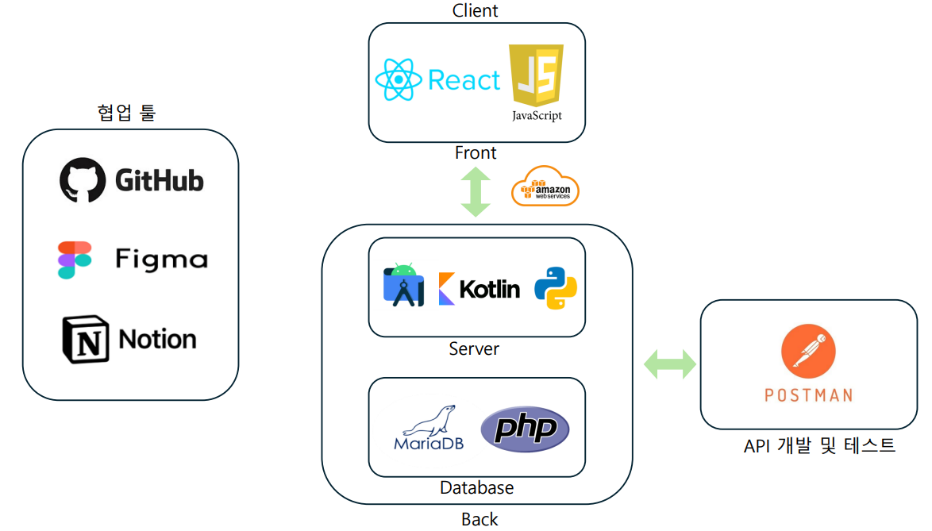 Client
React
JS
JavaScript
Front
협업 툴
GitHub
Figma
Notion
amazon
web services
Kotlin
Server
MariaDB
php
Database
Back
POSTMAN
API 개발 및 테스트